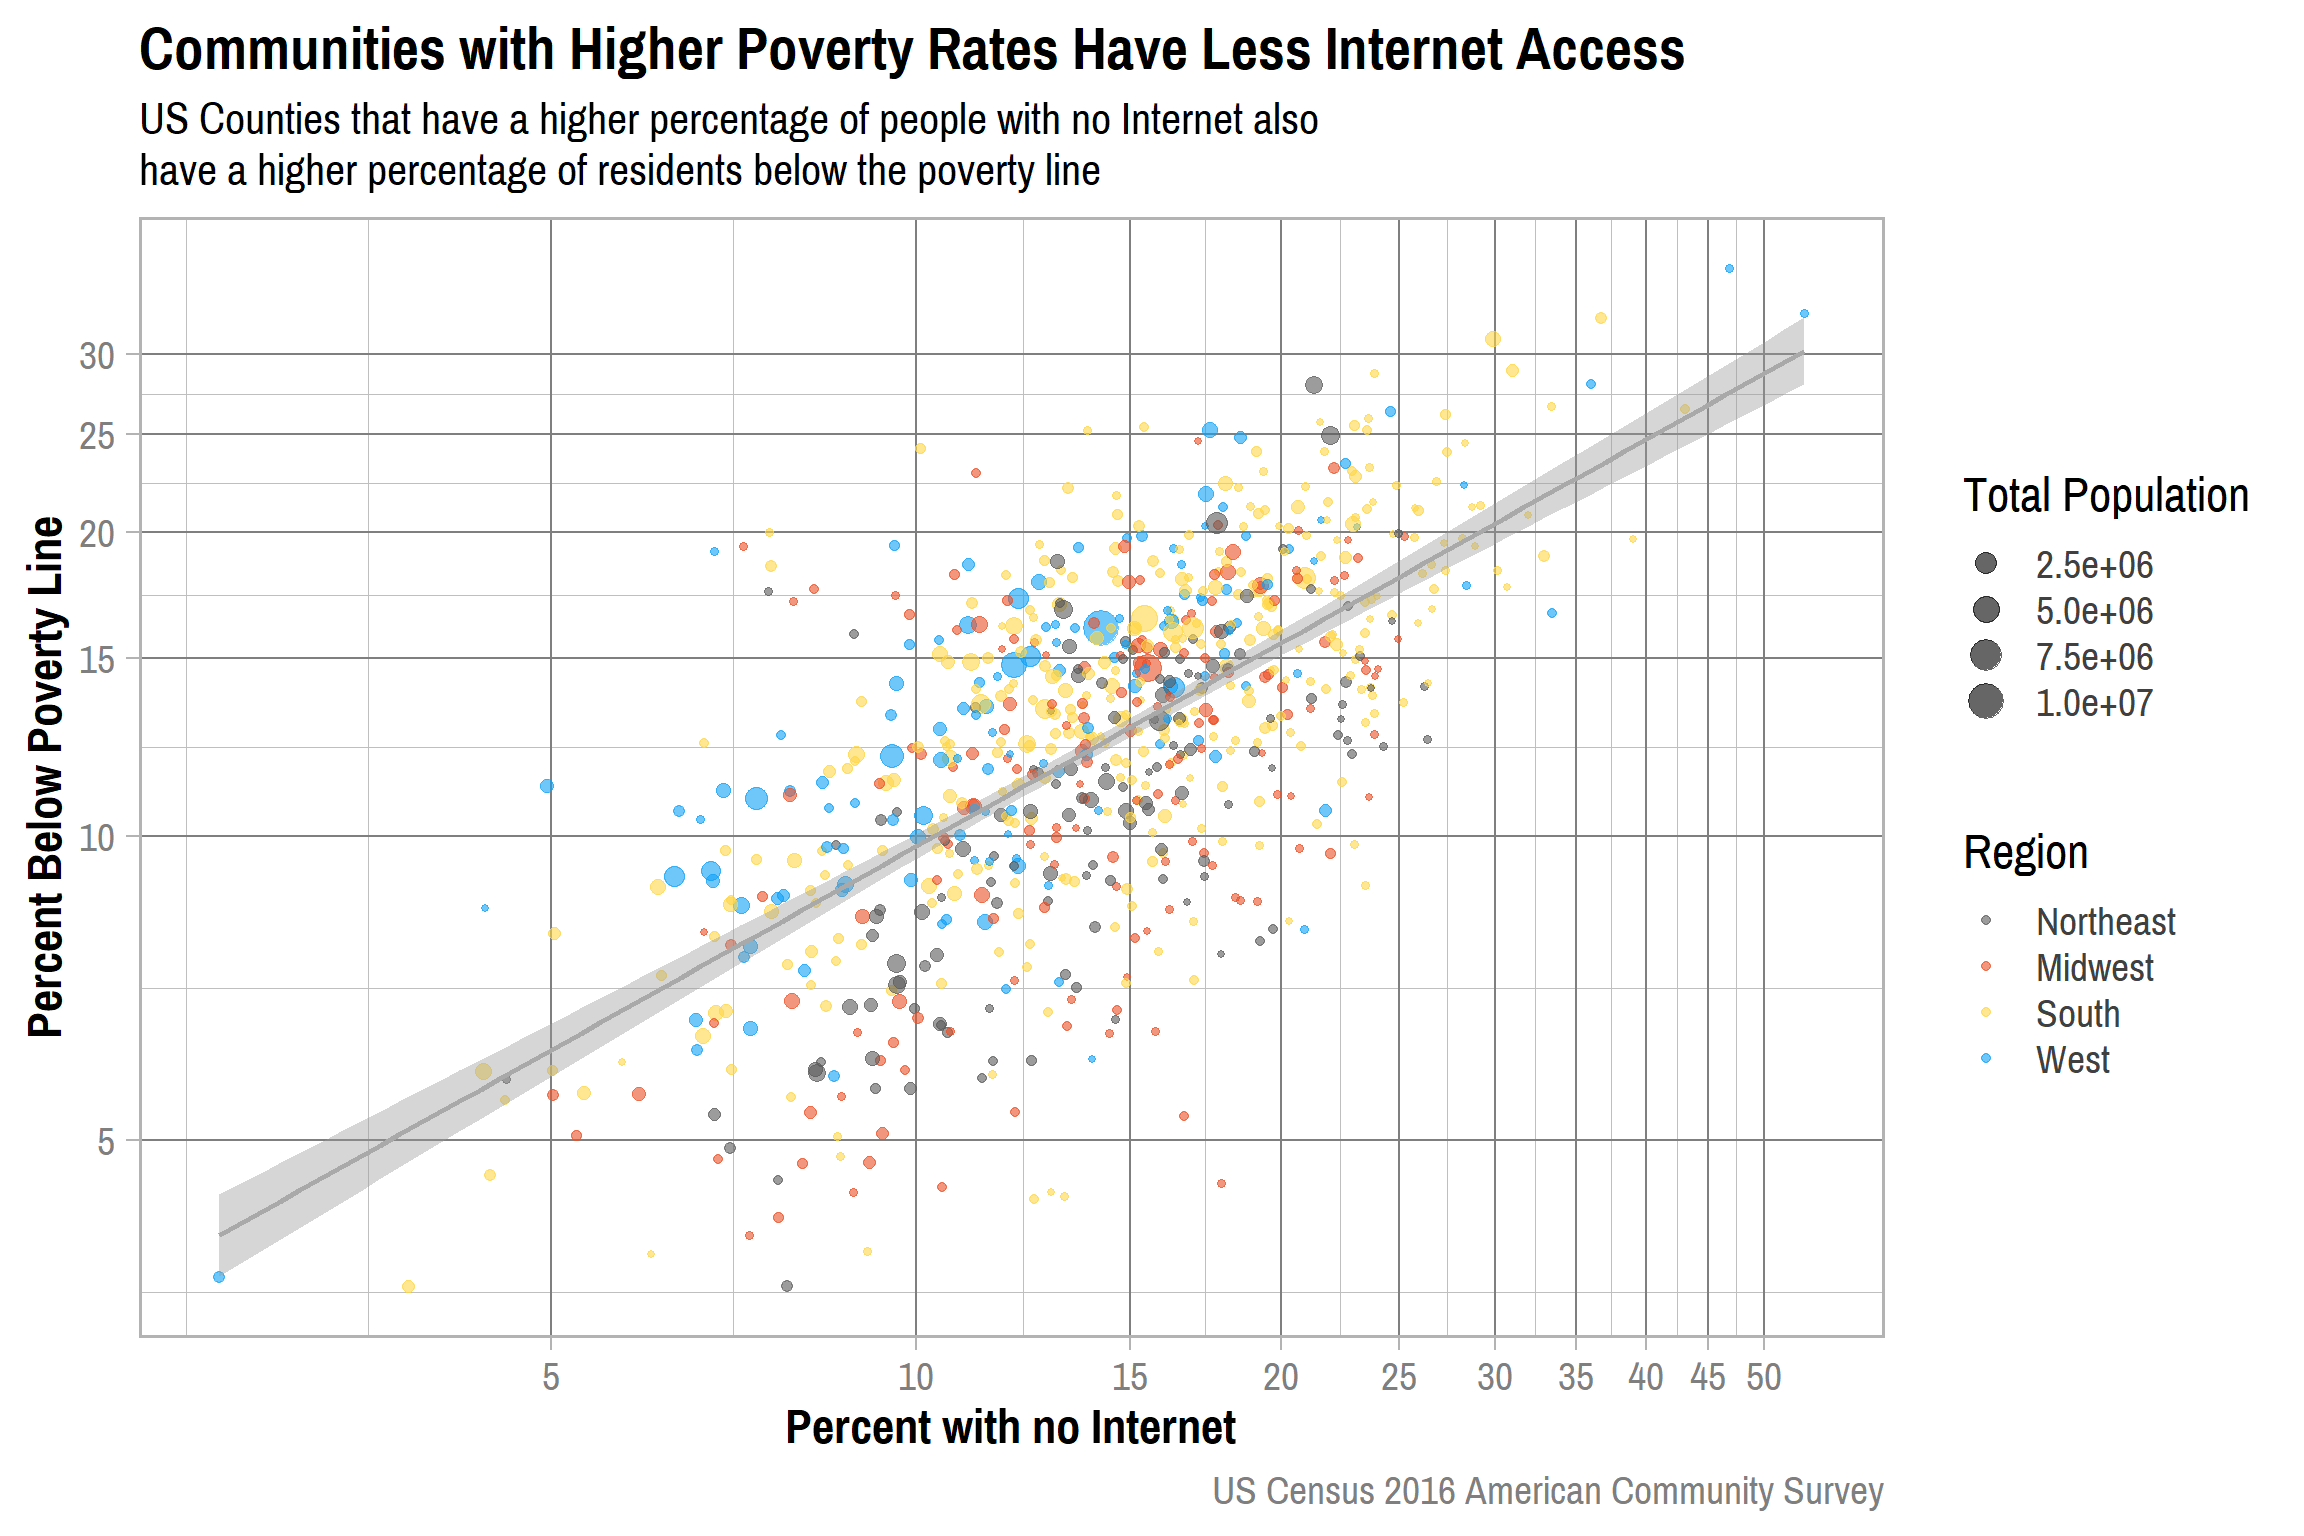 Communities with Higher Poverty Rates Have Less Internet Access
US Counties that have a higher percentage of people with no Internet also
have a higher percentage of residents below the poverty line
Percent Below Poverty Line
30
25
20
15
10
5
5 10 15 20 25 30 35 40 45 50
Percent with no Internet
Total Population
2.5e+06
5.0e+06
7.5e+06
1.0e+07
Region
Northeast
Midwest
South
West
US Census 2016 American Community Survey